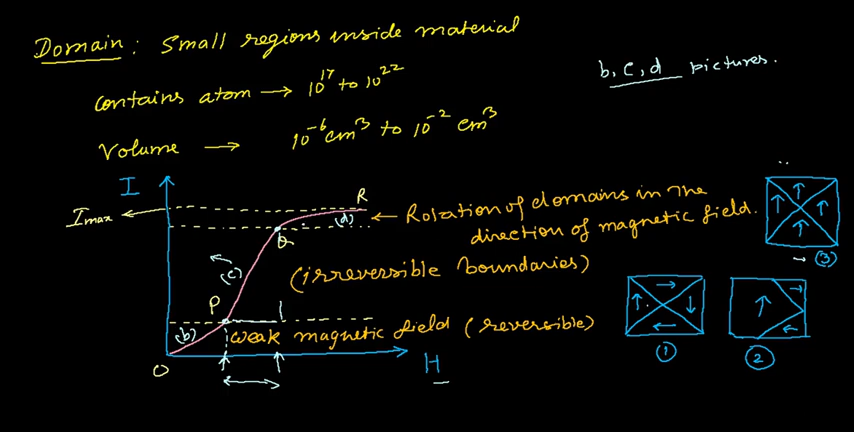 Domain: Small regions inside material
contains atom → 10^17 to 10^22
b, c, d pictures.
Volume → 10^-6 cm^3 to 10^-2 cm^3
I
R
Imax
(d)
← Rotation of domains in the direction of magnetic field.
Q
(c)
(irreversible boundaries)
→ (3)
P
(b)
weak magnetic field (reversible)
(1)
(2)
O
H